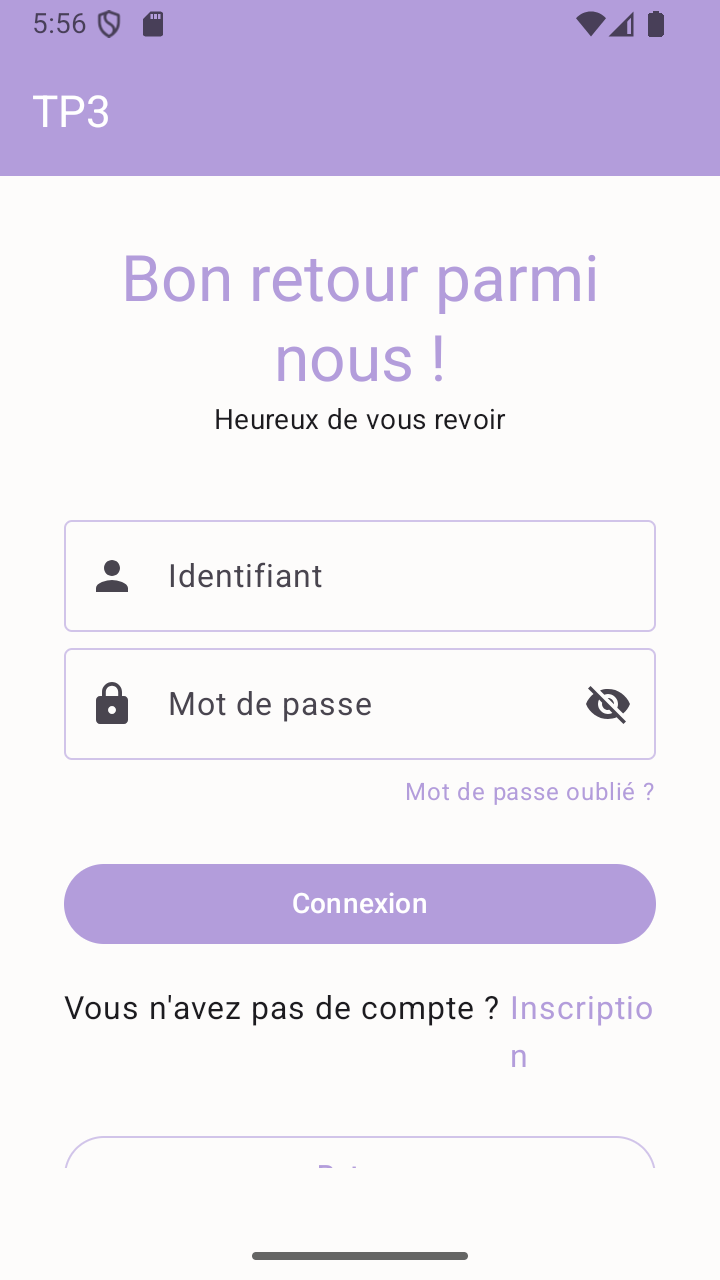 5:56
TP3
Bon retour parmi
nous !
Heureux de vous revoir
Identifiant
Mot de passe
Mot de passe oublié ?
Connexion
Vous n'avez pas de compte ? Inscriptio
n